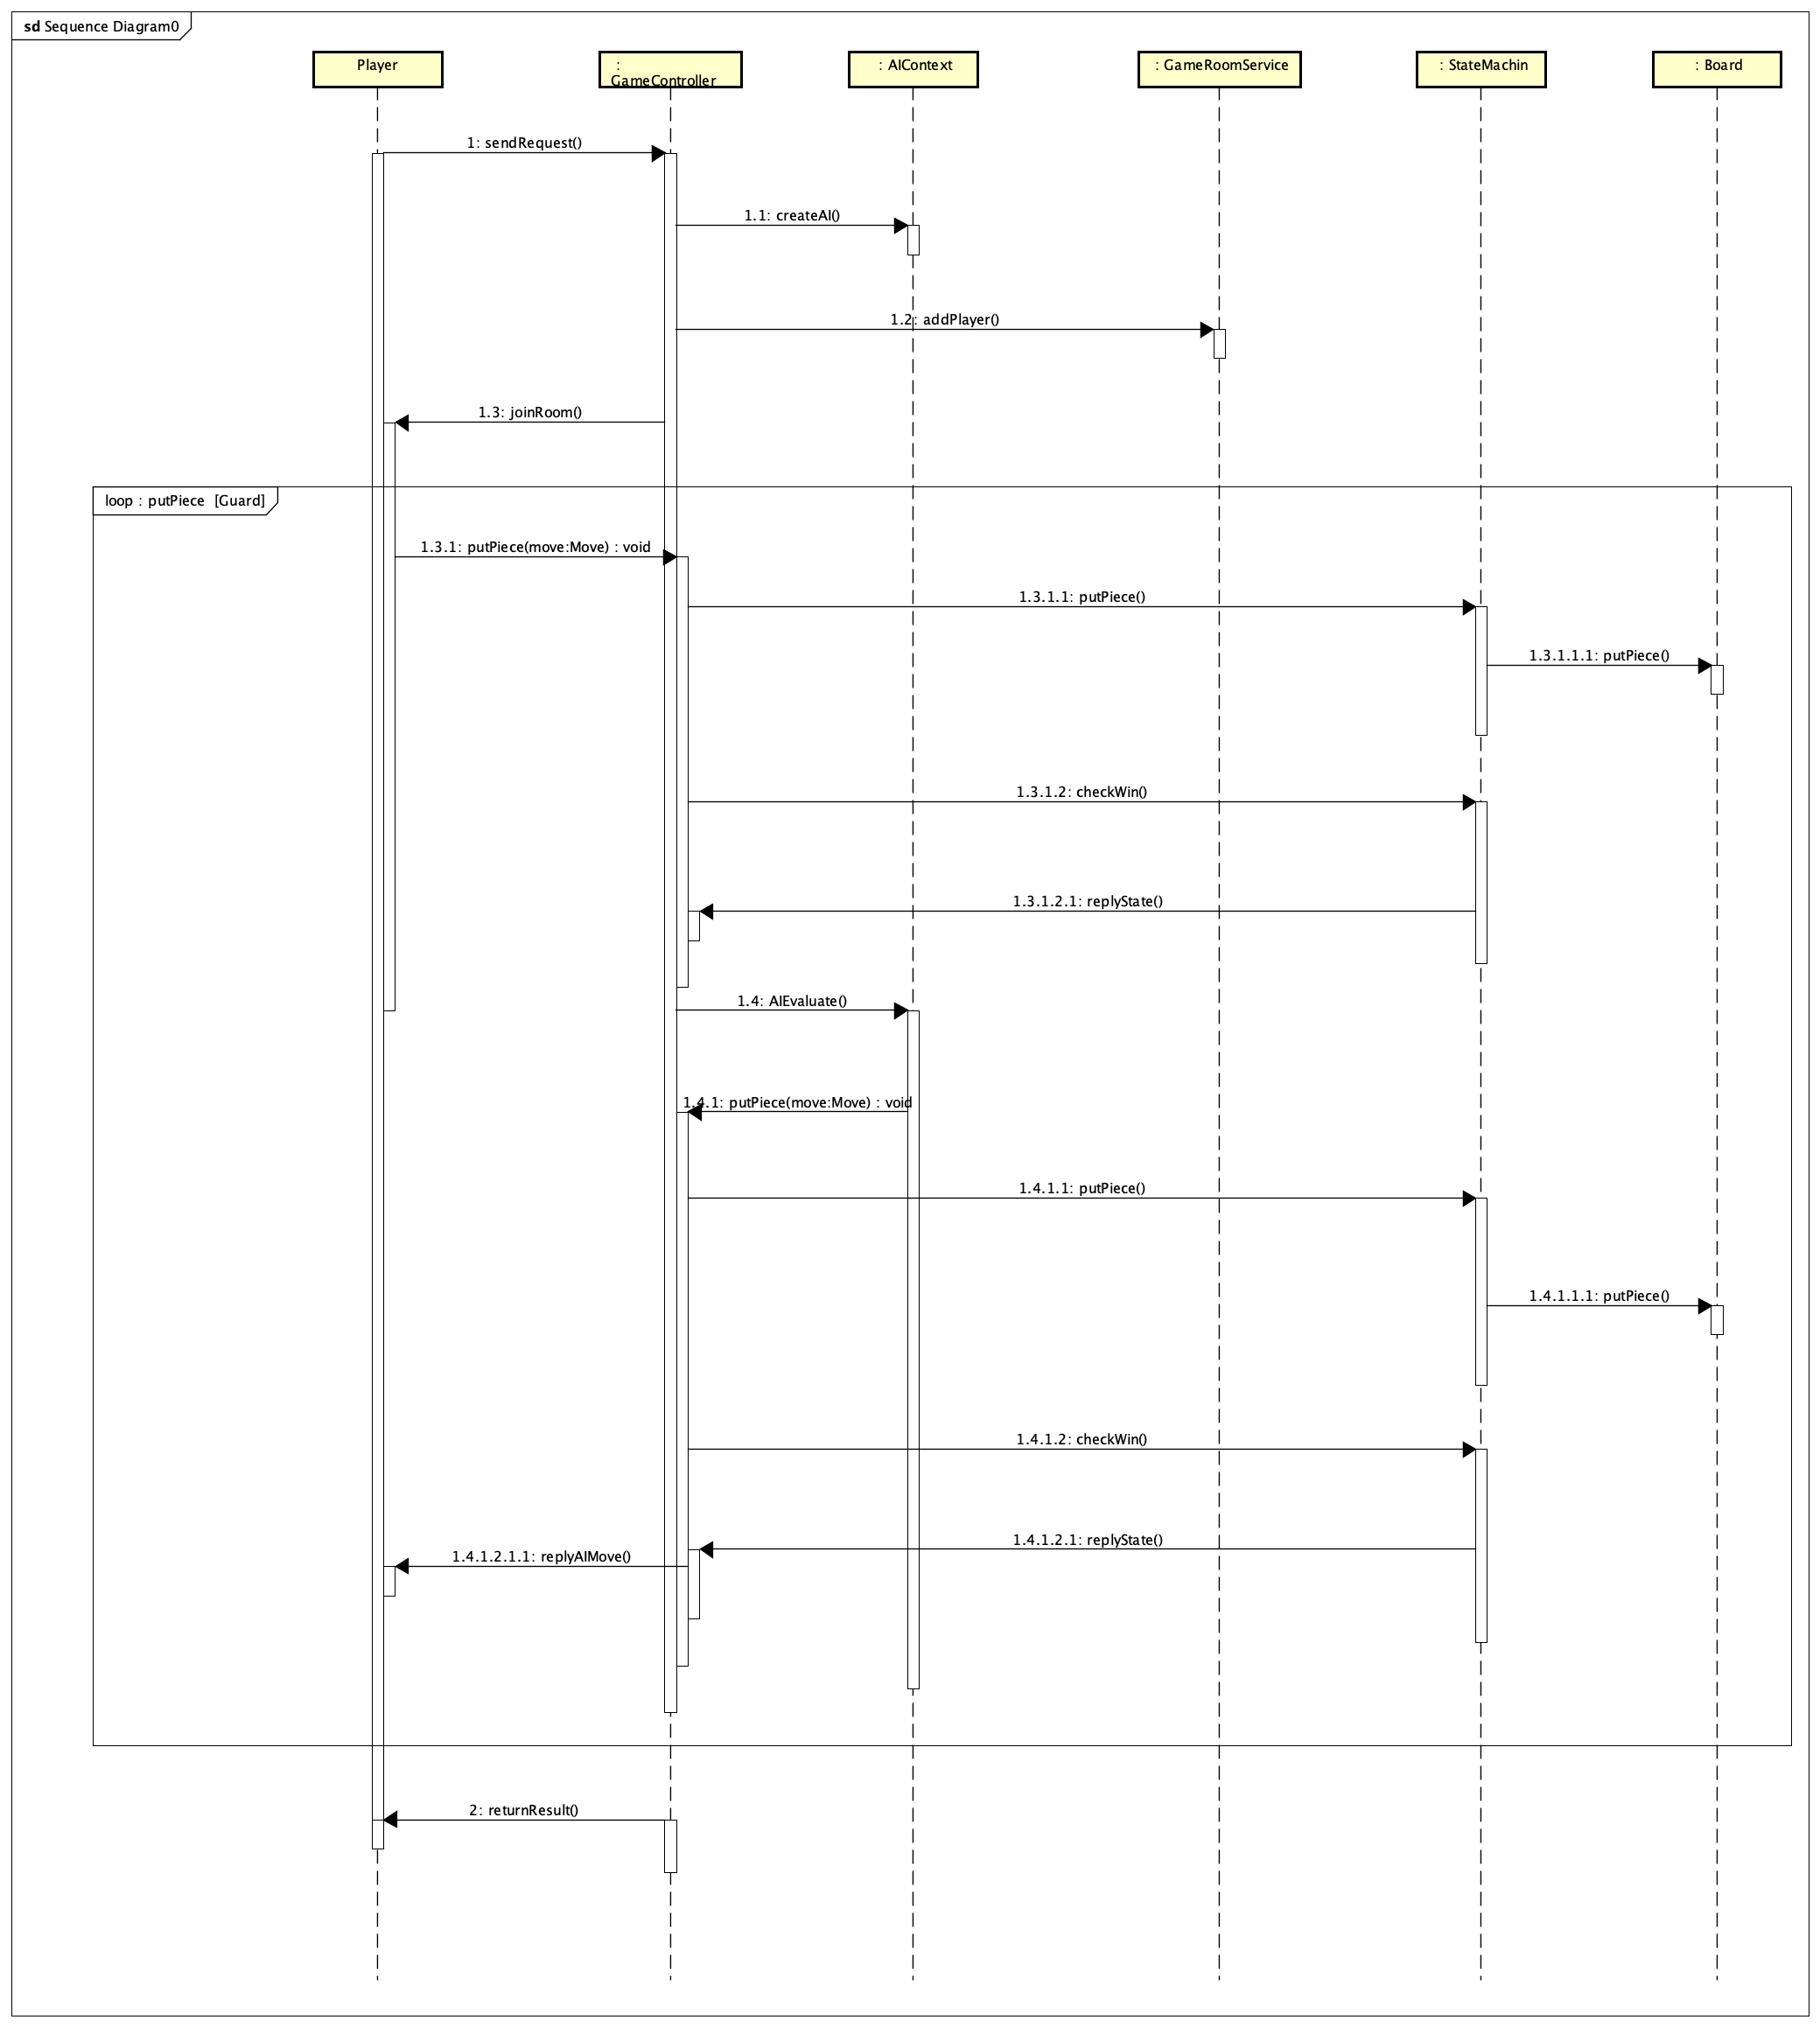 sd Sequence Diagram0
Player
:
GameController
: AIContext
: GameRoomService
: StateMachin
: Board
1: sendRequest()
1.1: createAI()
1.2: addPlayer()
1.3: joinRoom()
loop : putPiece [Guard]
1.3.1: putPiece(move:Move) : void
1.3.1.1: putPiece()
1.3.1.1.1: putPiece()
1.3.1.2: checkWin()
1.3.1.2.1: replyState()
1.4: AIEvaluate()
1.4.1: putPiece(move:Move) : void
1.4.1.1: putPiece()
1.4.1.1.1: putPiece()
1.4.1.2: checkWin()
1.4.1.2.1: replyState()
1.4.1.2.1.1: replyAIMove()
2: returnResult()